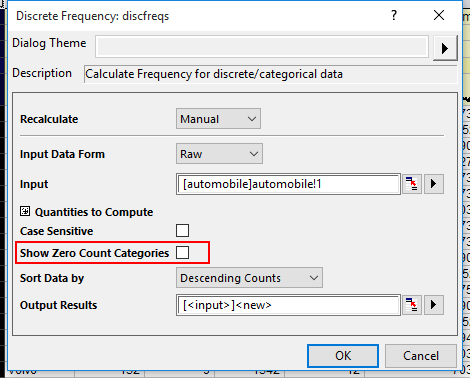 Discrete Frequency: discfreqs
Dialog Theme
Description Calculate Frequency for discrete/categorical data
Recalculate Manual
Input Data Form Raw
Input [automobile]automobile!1
Quantities to Compute
Case Sensitive
Show Zero Count Categories
Sort Data by Descending Counts
Output Results [<input>]<new>
OK Cancel